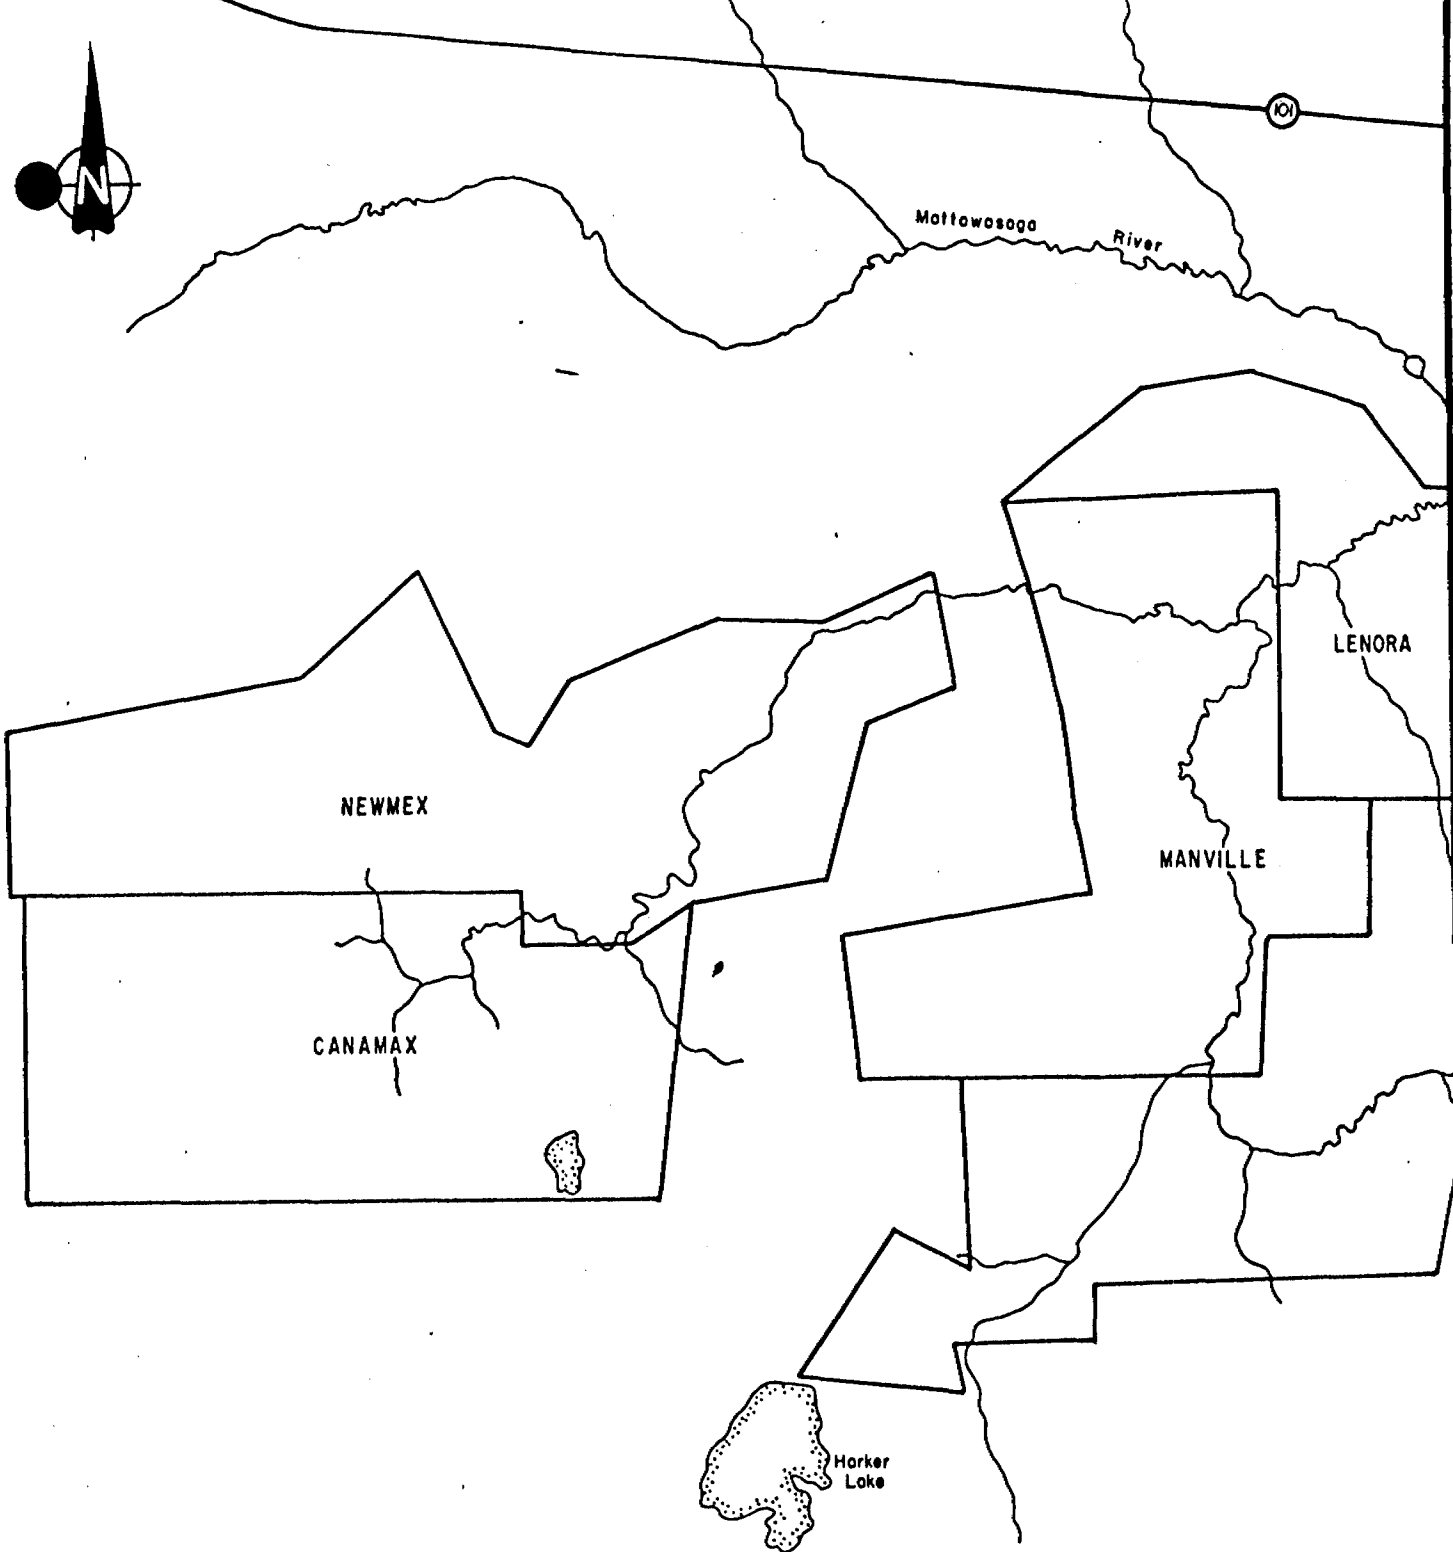 101
N
Mattawasaga River
LENORA
NEWMEX
MANVILLE
CANAMAX
Harker
Lake